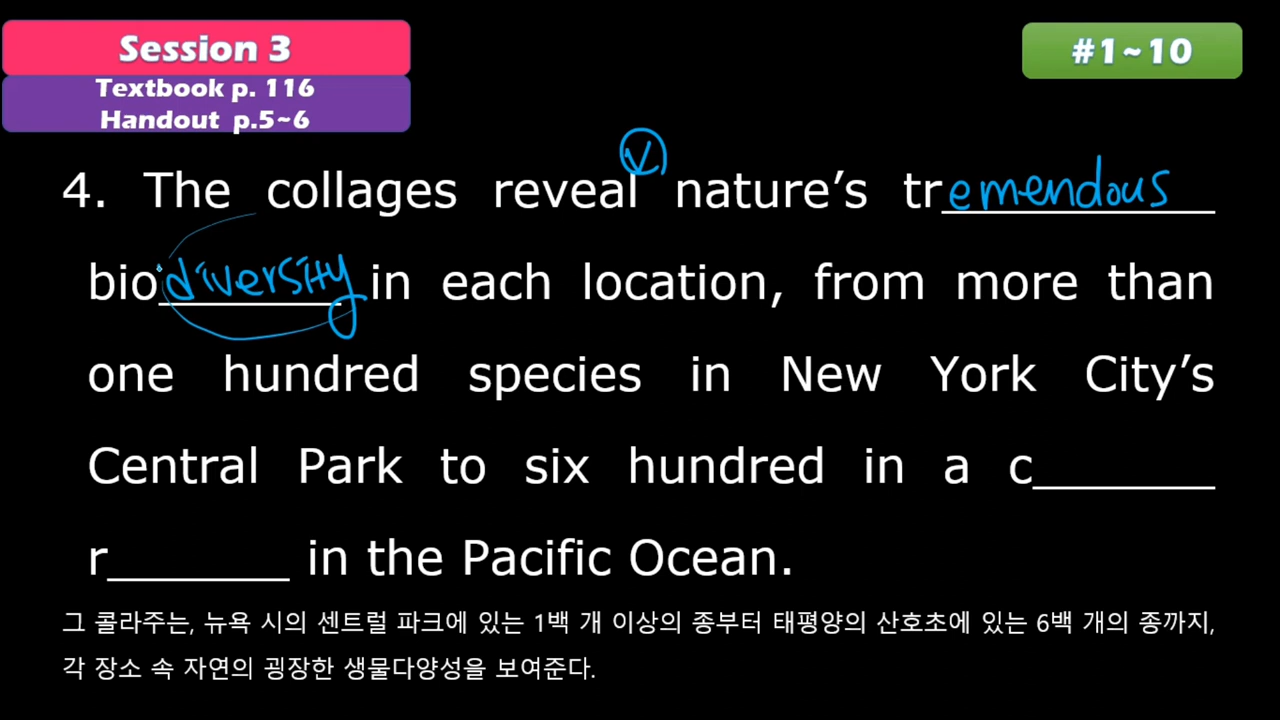 Session 3
Textbook p. 116
Handout p.5~6
#1~10
V
4. The collages reveal nature's tremendous
biodiversity in each location, from more than
one hundred species in New York City's
Central Park to six hundred in a c_______
r_______ in the Pacific Ocean.
그 콜라주는, 뉴욕 시의 센트럴 파크에 있는 1백 개 이상의 종부터 태평양의 산호초에 있는 6백 개의 종까지,
각 장소 속 자연의 굉장한 생물다양성을 보여준다.